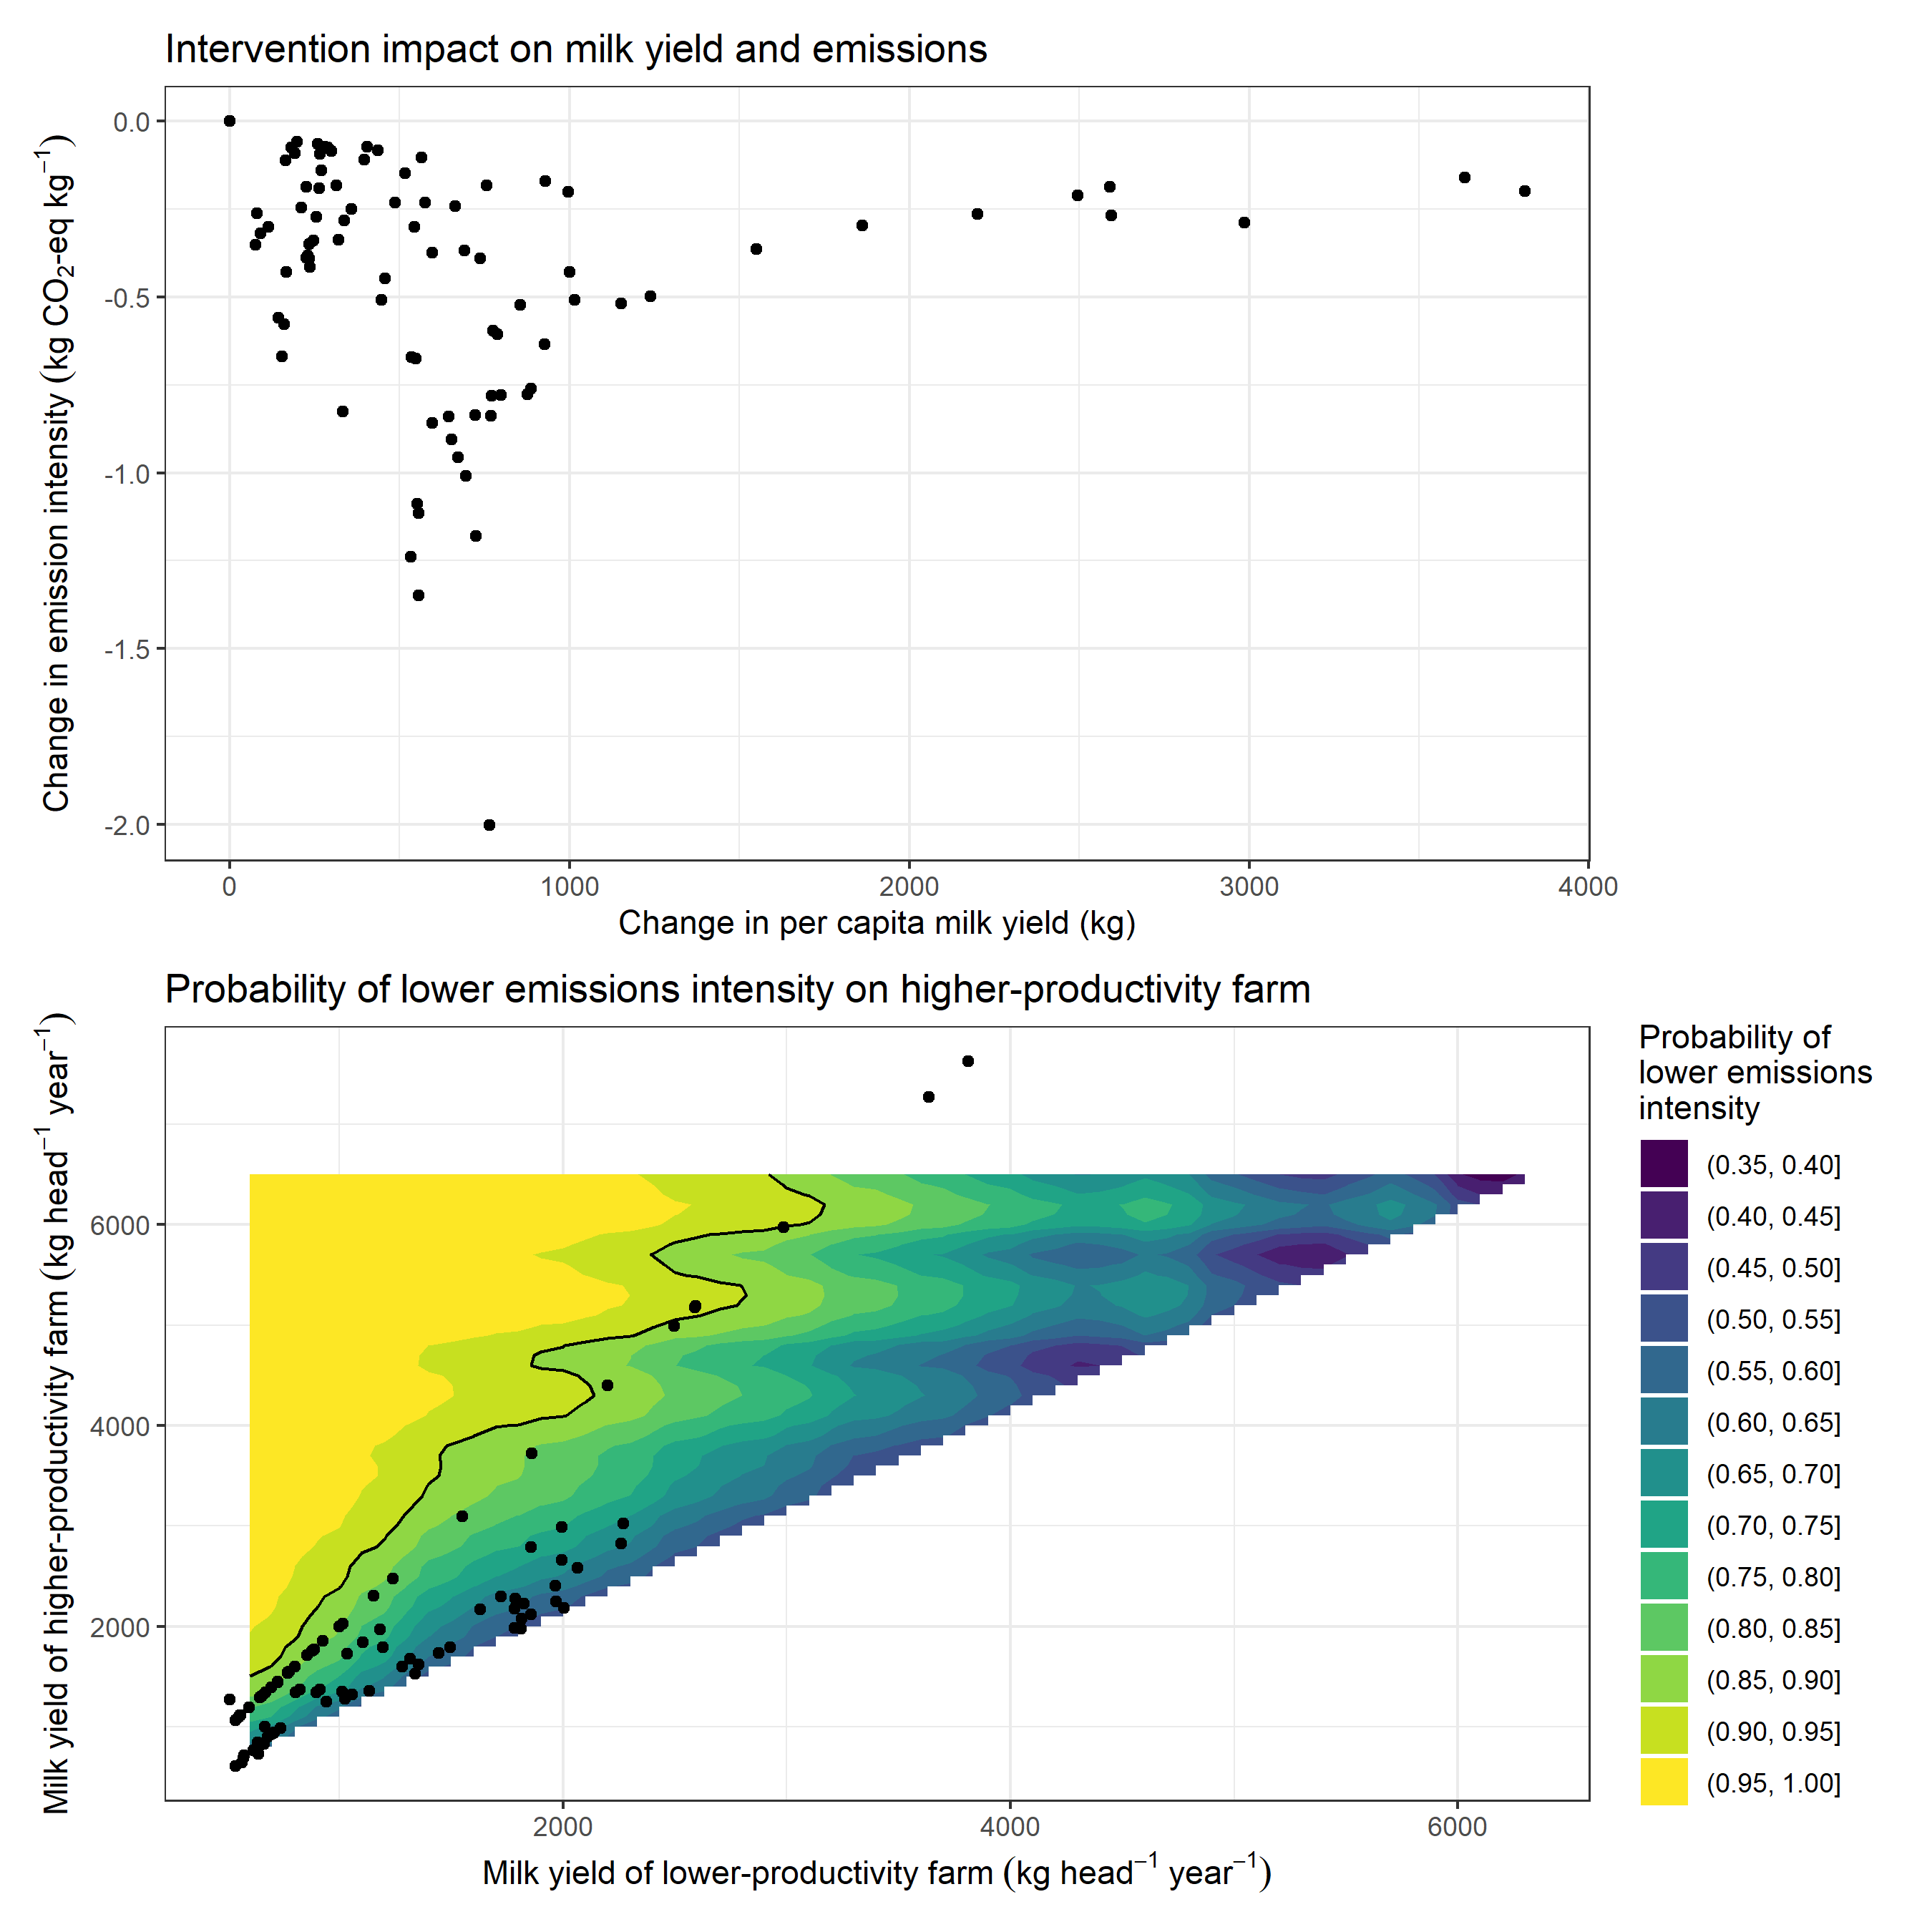 Intervention impact on milk yield and emissions
Change in emission intensity (kg CO₂-eq kg⁻¹)
0.0
-0.5
-1.0
-1.5
-2.0
0 1000 2000 3000 4000
Change in per capita milk yield (kg)
Probability of lower emissions intensity on higher-productivity farm
Milk yield of higher-productivity farm (kg head⁻¹ year⁻¹)
6000
4000
2000
2000 4000 6000
Milk yield of lower-productivity farm (kg head⁻¹ year⁻¹)
Probability of
lower emissions
intensity
(0.35, 0.40]
(0.40, 0.45]
(0.45, 0.50]
(0.50, 0.55]
(0.55, 0.60]
(0.60, 0.65]
(0.65, 0.70]
(0.70, 0.75]
(0.75, 0.80]
(0.80, 0.85]
(0.85, 0.90]
(0.90, 0.95]
(0.95, 1.00]